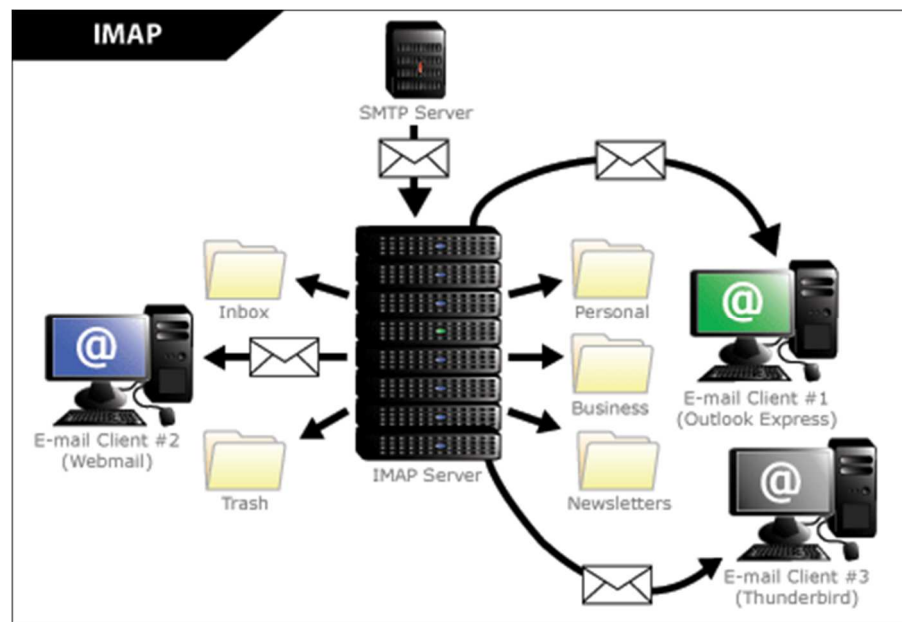 IMAP
SMTP Server
Inbox
Personal
@
@
E-mail Client #2
(Webmail)
Business
E-mail Client #1
(Outlook Express)
Trash
IMAP Server
Newsletters
@
E-mail Client #3
(Thunderbird)